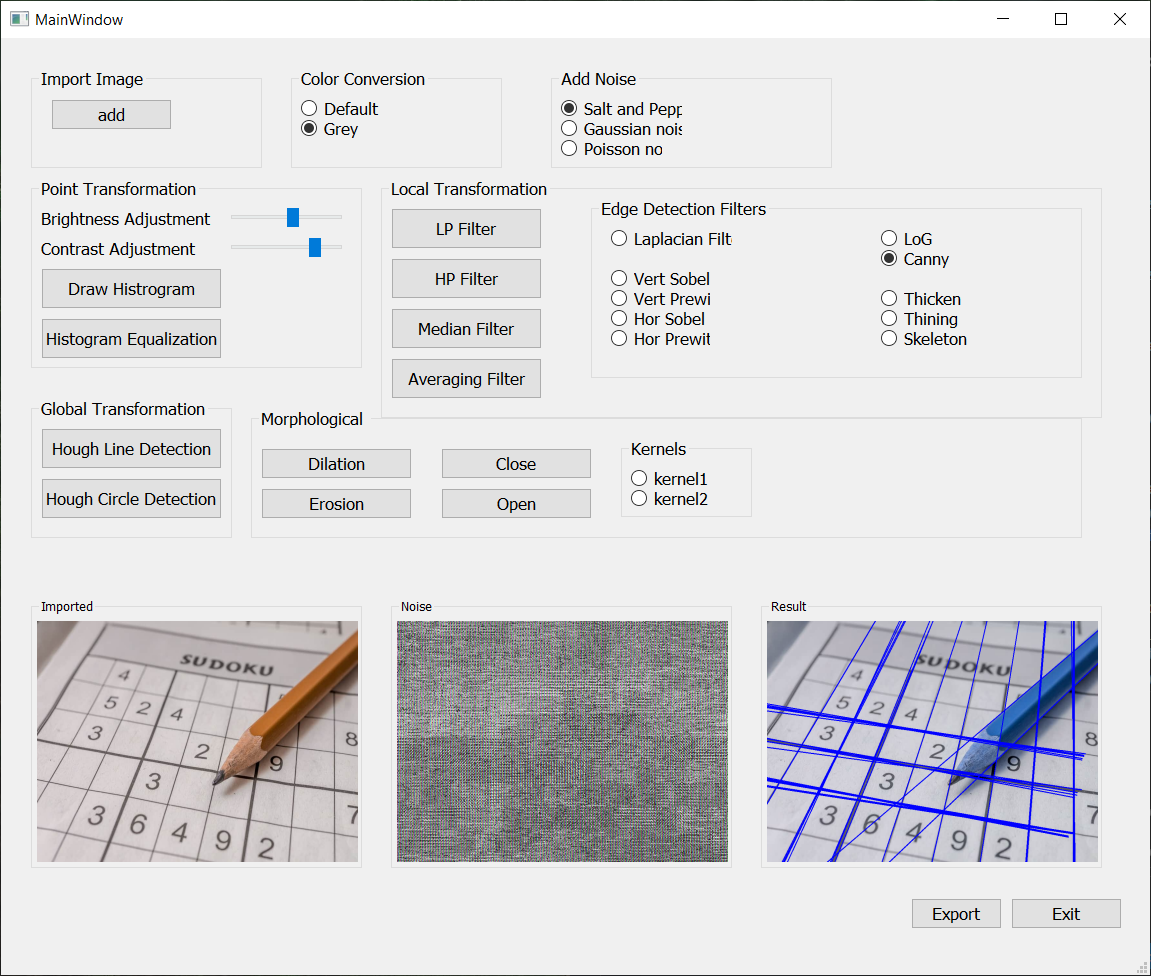 MainWindow
Import Image
add
Color Conversion
Default
Grey
Add Noise
Salt and Pepp
Gaussian nois
Poisson no
Point Transformation
Brightness Adjustment
Contrast Adjustment
Draw Histrogram
Histogram Equalization
Local Transformation
LP Filter
HP Filter
Median Filter
Averaging Filter
Edge Detection Filters
Laplacian Filt
Vert Sobel
Vert Prewi
Hor Sobel
Hor Prewit
LoG
Canny
Thicken
Thining
Skeleton
Global Transformation
Hough Line Detection
Hough Circle Detection
Morphological
Dilation
Close
Erosion
Open
Kernels
kernel1
kernel2
Imported
SUDOKU
4
5 2 4
3 2 8
3 9
3 6 4 9 2 7
Noise
Result
SUDOKU
4
5 2 4
3 2 8
3 9
3 6 4 9 2 7
Export
Exit